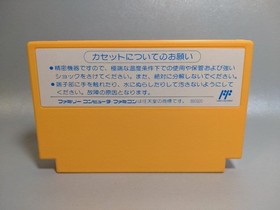 カセットについてのお願い
●精密機器ですので、極端な温度条件下での使用や保管および強い
ショックをさけてください。また、絶対に分解しないでください。
●端子部に手を触れたり、水にぬらしたりして汚さないようにして
ください。故障の原因となります。
ファミリー コンピュータ ファミコンは任天堂の商標です。